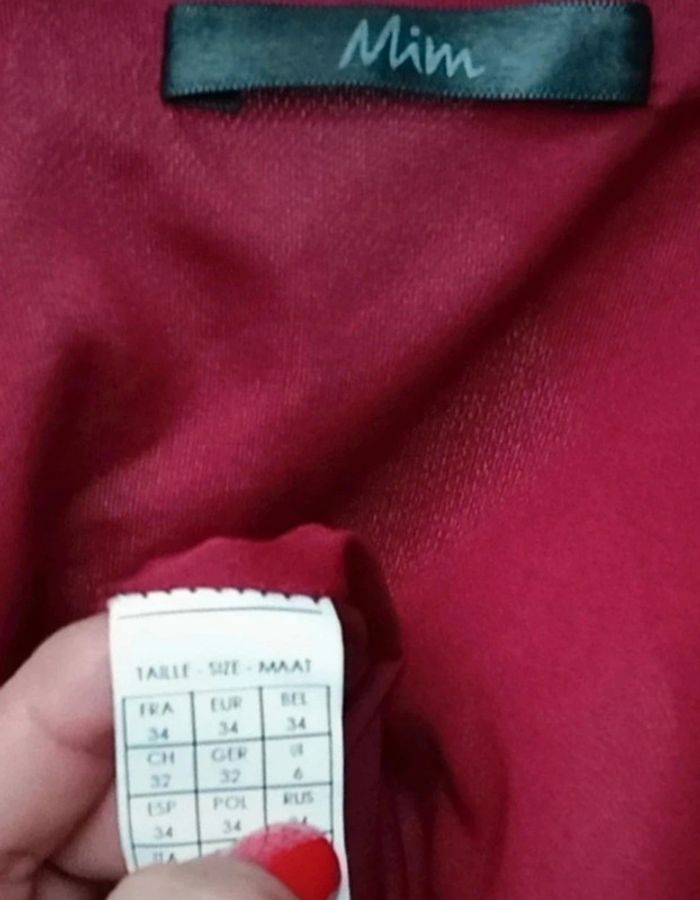 Mim
TAILLE - SIZE - MAAT
FRA EUR BEL
34 34 34
CH GER
32 32 6
ESP POL RUS
34 34